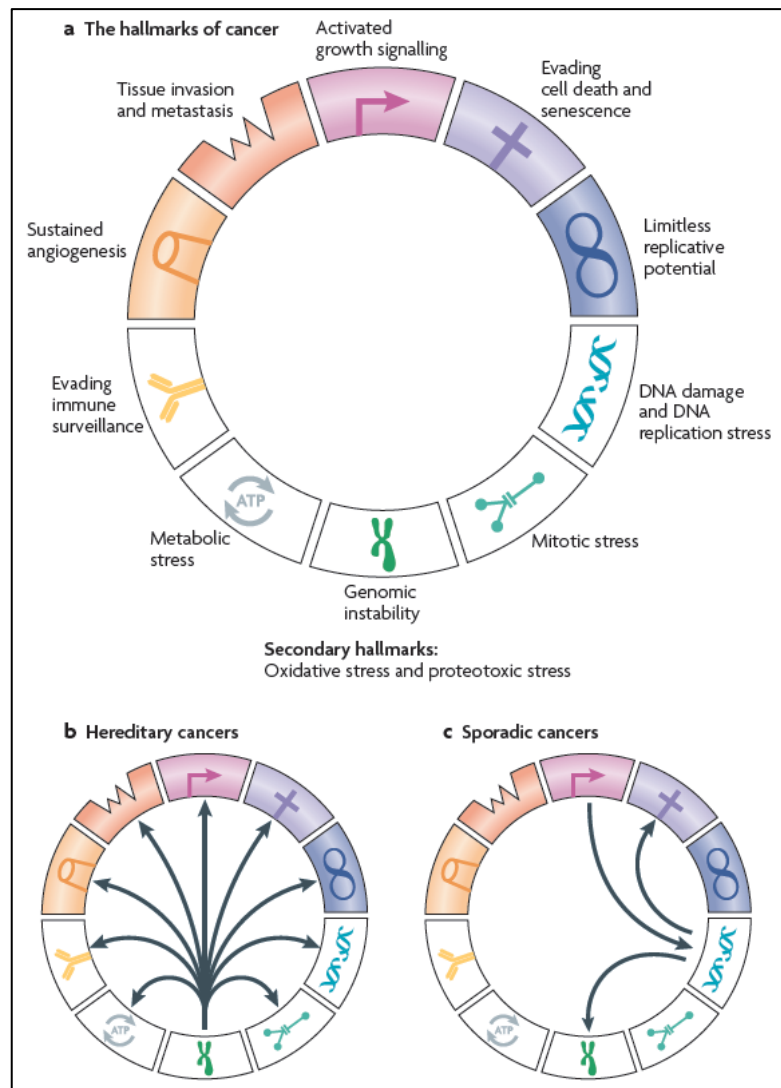 a The hallmarks of cancer
Activated
growth signalling
Evading
cell death and
senescence
Limitless
replicative
potential
DNA damage
and DNA
replication stress
Mitotic stress
Genomic
instability
Metabolic
stress
Evading
immune
surveillance
Sustained
angiogenesis
Tissue invasion
and metastasis
ATP
Secondary hallmarks:
Oxidative stress and proteotoxic stress
b Hereditary cancers
ATP
c Sporadic cancers
ATP